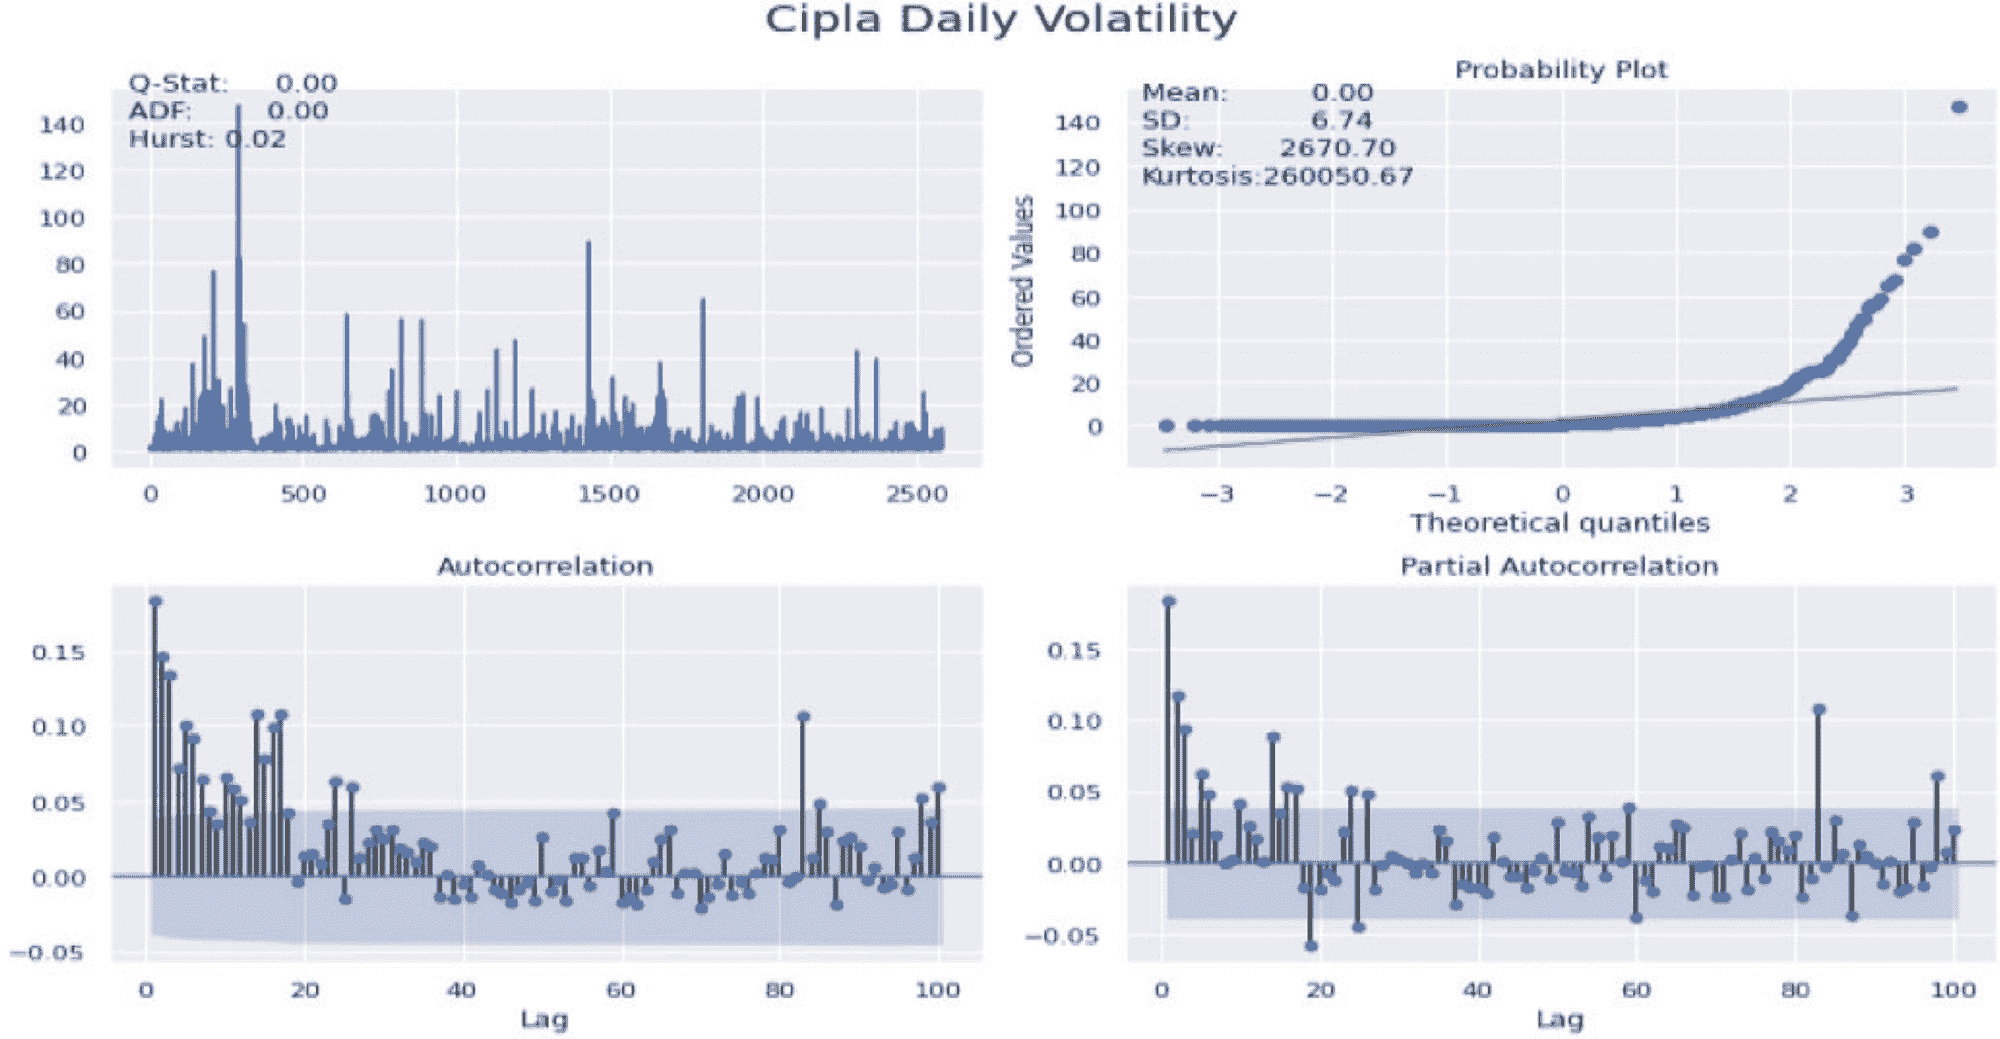 Cipla Daily Volatility
Q-Stat: 0.00
ADF: 0.00
Hurst: 0.02
140
120
100
80
60
40
20
0
0 500 1000 1500 2000 2500
Probability Plot
Mean: 0.00
SD: 6.74
Skew: 2670.70
Kurtosis:260050.67
Ordered Values
140
120
100
80
60
40
20
0
−3 −2 −1 0 1 2 3
Theoretical quantiles
Autocorrelation
0.15
0.10
0.05
0.00
−0.05
0 20 40 60 80 100
Lag
Partial Autocorrelation
0.15
0.10
0.05
0.00
−0.05
0 20 40 60 80 100
Lag